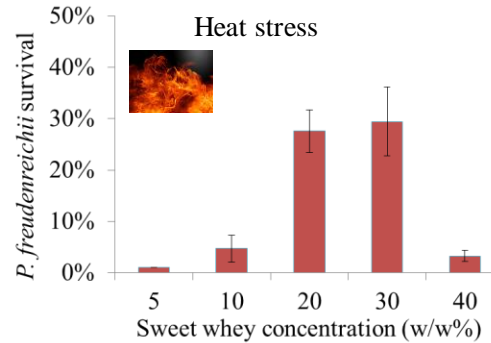 Heat stress
50%
40%
30%
20%
10%
0%
P. freudenreichii survival
5 10 20 30 40
Sweet whey concentration (w/w%)